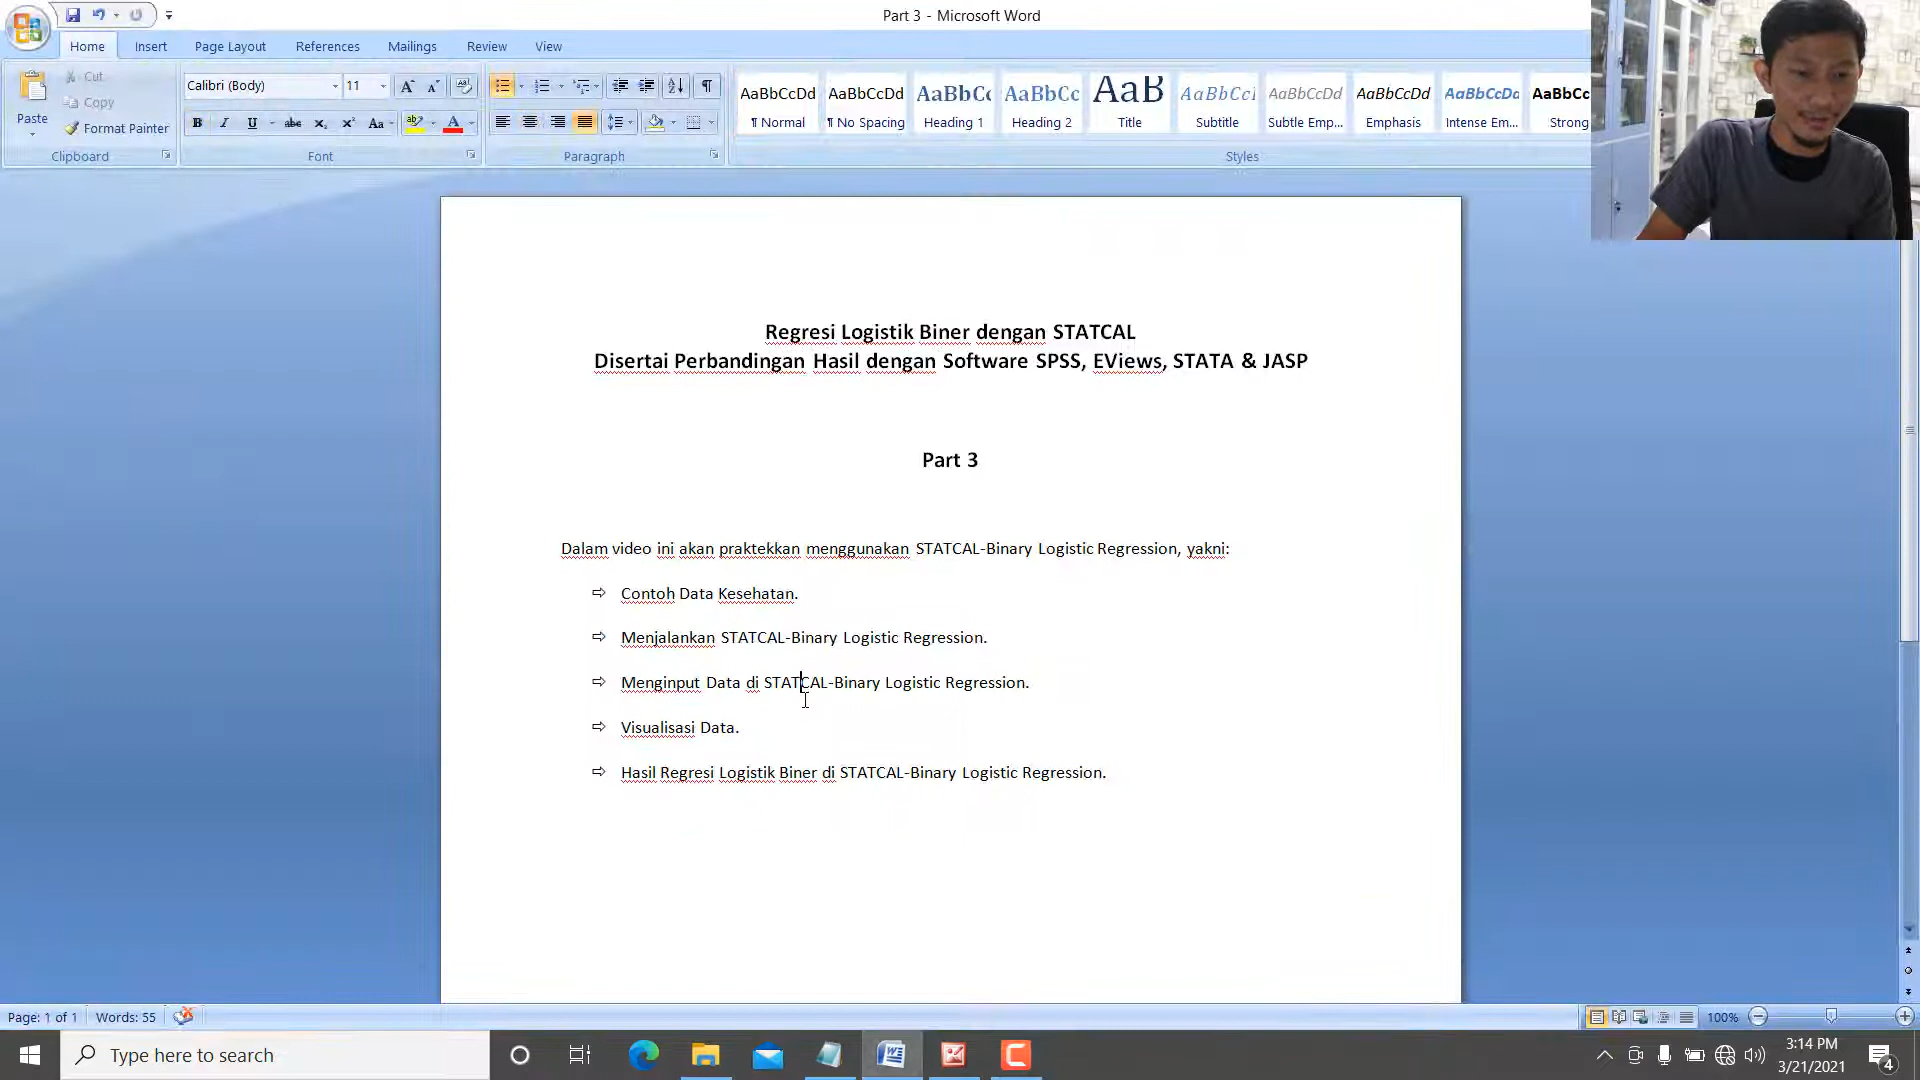 Part 3 - Microsoft Word
Home Insert Page Layout References Mailings Review View
Paste
Cut
Copy
Format Painter
Clipboard
Calibri (Body) 11
B I U abc
Font
Paragraph
AaBbCcDd AaBbCcDd AaBbCc AaBbCc AaB AaBbCc AaBbCcDd AaBbCcDd AaBbCcDd AaBbCc
¶ Normal ¶ No Spacing Heading 1 Heading 2 Title Subtitle Subtle Emp... Emphasis Intense Em... Strong
Styles
Regresi Logistik Biner dengan STATCAL
Disertai Perbandingan Hasil dengan Software SPSS, EViews, STATA & JASP
Part 3
Dalam video ini akan praktekkan menggunakan STATCAL-Binary Logistic Regression, yakni:
⇨ Contoh Data Kesehatan.
⇨ Menjalankan STATCAL-Binary Logistic Regression.
⇨ Menginput Data di STATCAL-Binary Logistic Regression.
⇨ Visualisasi Data.
⇨ Hasil Regresi Logistik Biner di STATCAL-Binary Logistic Regression.
Page: 1 of 1 Words: 55
100%
Type here to search
3:14 PM
3/21/2021
4